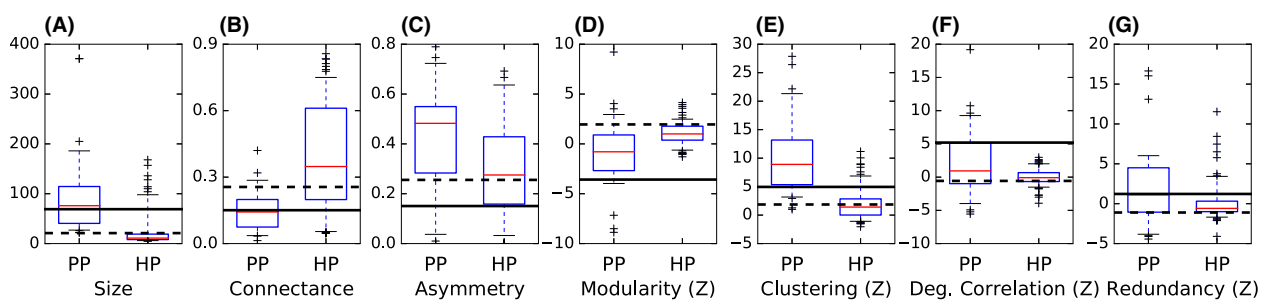 (A) (B) (C) (D) (E) (F) (G)
400 0.9 0.8 10 30 20 20
300 0.6 0.6 5 25 15 15
200 0.3 0.4 0 20 10 10
100 0.0 0.2 −5 15 5 5
0 0.0 −10 10 0 0
5 −5 −5
0 −10
−5
PP HP PP HP PP HP PP HP PP HP PP HP PP HP
Size Connectance Asymmetry Modularity (Z) Clustering (Z) Deg. Correlation (Z) Redundancy (Z)